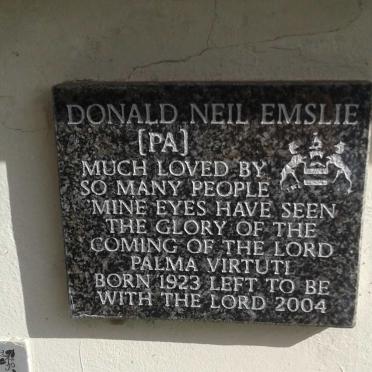 DONALD NEIL EMSLIE
[PA]
MUCH LOVED BY
SO MANY PEOPLE
'MINE EYES HAVE SEEN
THE GLORY OF THE
COMING OF THE LORD
PALMA VIRTUTI
BORN 1923 LEFT TO BE
WITH THE LORD 2004